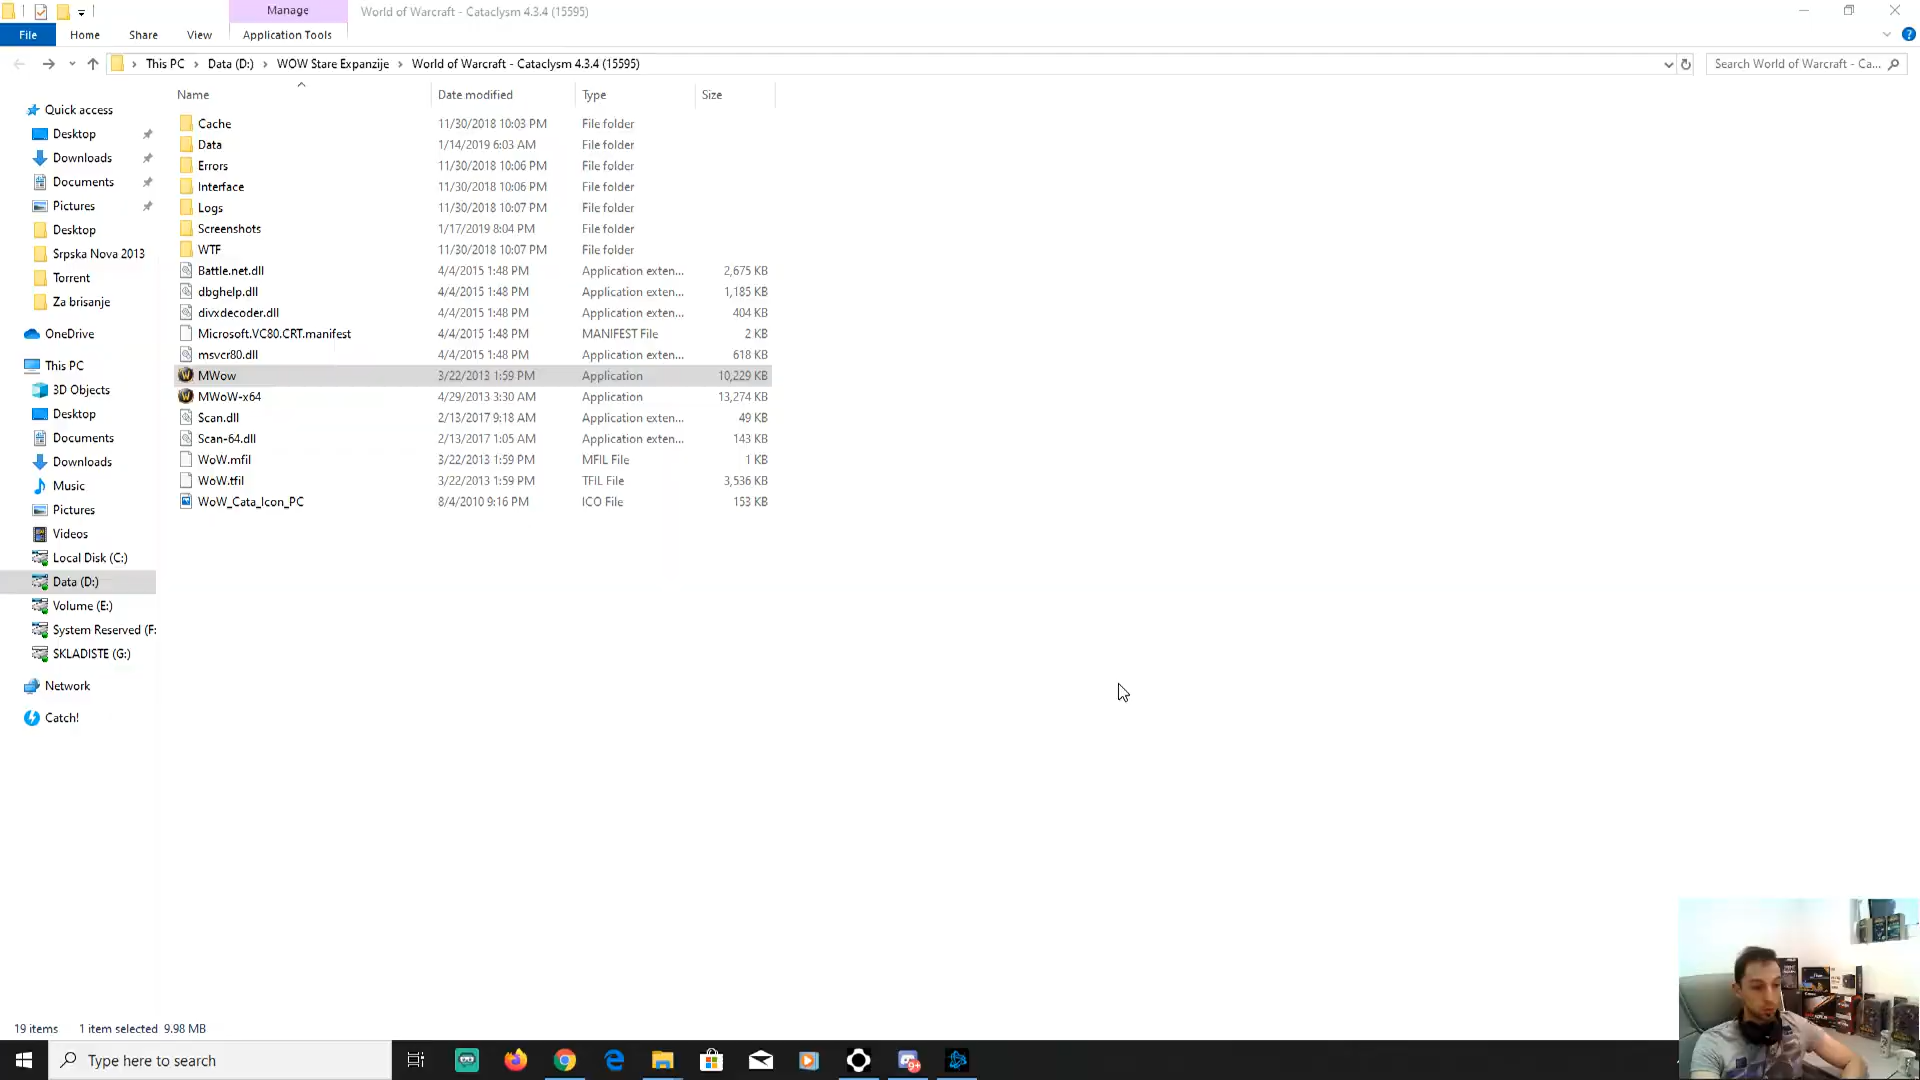 Manage
World of Warcraft - Cataclysm 4.3.4 (15595)
File Home Share View Application Tools
This PC › Data (D:) › WOW Stare Expanzije › World of Warcraft - Cataclysm 4.3.4 (15595)
Search World of Warcraft - Ca...
Name Date modified Type Size
Quick access
Desktop
Downloads
Documents
Pictures
Desktop
Srpska Nova 2013
Torrent
Za brisanje
OneDrive
This PC
3D Objects
Desktop
Documents
Downloads
Music
Pictures
Videos
Local Disk (C:)
Data (D:)
Volume (E:)
System Reserved (F:
SKLADISTE (G:)
Network
Catch!
Cache 11/30/2018 10:03 PM File folder
Data 1/14/2019 6:03 AM File folder
Errors 11/30/2018 10:06 PM File folder
Interface 11/30/2018 10:06 PM File folder
Logs 11/30/2018 10:07 PM File folder
Screenshots 1/17/2019 8:04 PM File folder
WTF 11/30/2018 10:07 PM File folder
Battle.net.dll 4/4/2015 1:48 PM Application exten... 2,675 KB
dbghelp.dll 4/4/2015 1:48 PM Application exten... 1,185 KB
divxdecoder.dll 4/4/2015 1:48 PM Application exten... 404 KB
Microsoft.VC80.CRT.manifest 4/4/2015 1:48 PM MANIFEST File 2 KB
msvcr80.dll 4/4/2015 1:48 PM Application exten... 618 KB
MWow 3/22/2013 1:59 PM Application 10,229 KB
MWoW-x64 4/29/2013 3:30 AM Application 13,274 KB
Scan.dll 2/13/2017 9:18 AM Application exten... 49 KB
Scan-64.dll 2/13/2017 1:05 AM Application exten... 143 KB
WoW.mfil 3/22/2013 1:59 PM MFIL File 1 KB
WoW.tfil 3/22/2013 1:59 PM TFIL File 3,536 KB
WoW_Cata_Icon_PC 8/4/2010 9:16 PM ICO File 153 KB
19 items 1 item selected 9.98 MB
Type here to search
9+